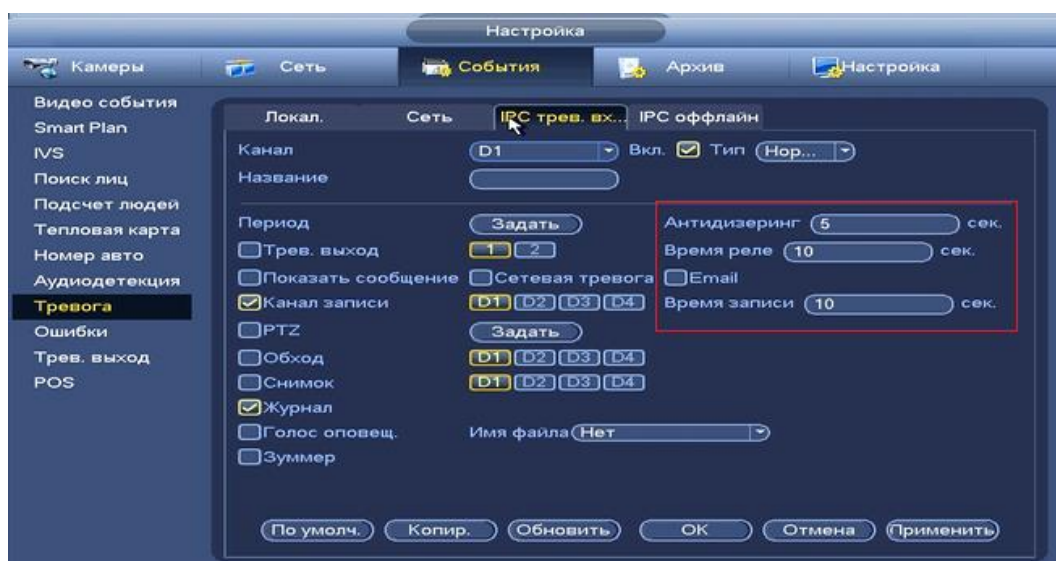 Настройка
Камеры Сеть События Архив Настройка
Видео события
Smart Plan
IVS
Поиск лиц
Подсчет людей
Тепловая карта
Номер авто
Аудиодетекция
Тревога
Ошибки
Трев. выход
POS
Локал. Сеть IPC трев. вх... IPC оффлайн
Канал D1 Вкл. Тип Нор...
Название
Период Задать Антидизеринг 5 сек.
Трев. выход 1 2 Время реле 10 сек.
Показать сообщение Сетевая тревога Email
Канал записи D1 D2 D3 D4 Время записи 10 сек.
PTZ Задать
Обход D1 D2 D3 D4
Снимок D1 D2 D3 D4
Журнал
Голос оповещ. Имя файла Нет
Зуммер
По умолч. Копир. Обновить OK Отмена Применить